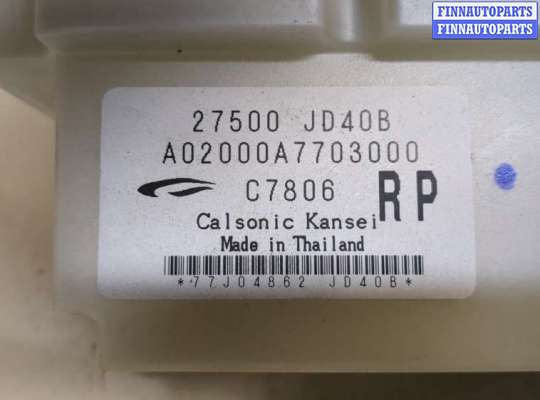 FINNAUTOPARTS
FINNAUTOPARTS
27500 JD40B
A02000A7703000
C7806 RP
Calsonic Kansei
Made in Thailand
*77J04862 JD40B*